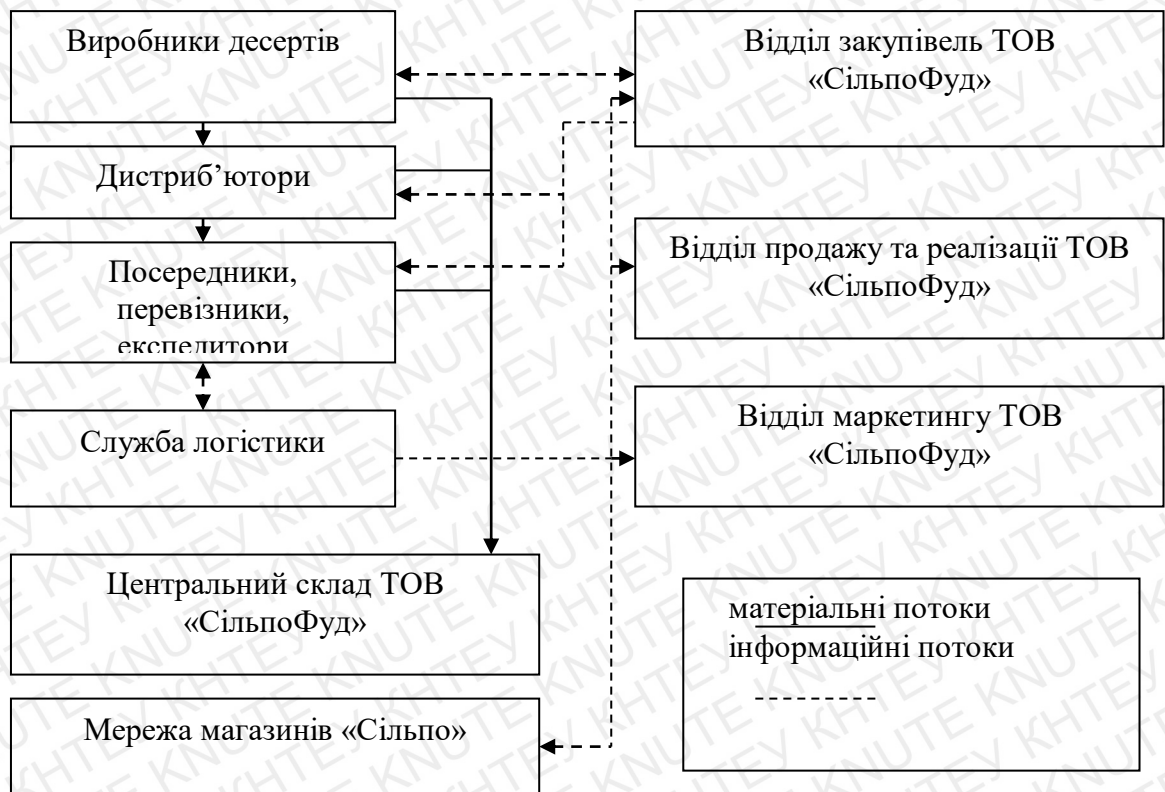 Виробники десертів
Відділ закупівель ТОВ
«СільпоФуд»
Дистриб’ютори
Посередники,
перевізники,
експедитори
Відділ продажу та реалізації ТОВ
«СільпоФуд»
Служба логістики
Відділ маркетингу ТОВ
«СільпоФуд»
Центральний склад ТОВ
«СільпоФуд»
матеріальні потоки
інформаційні потоки
Мережа магазинів «Сільпо»